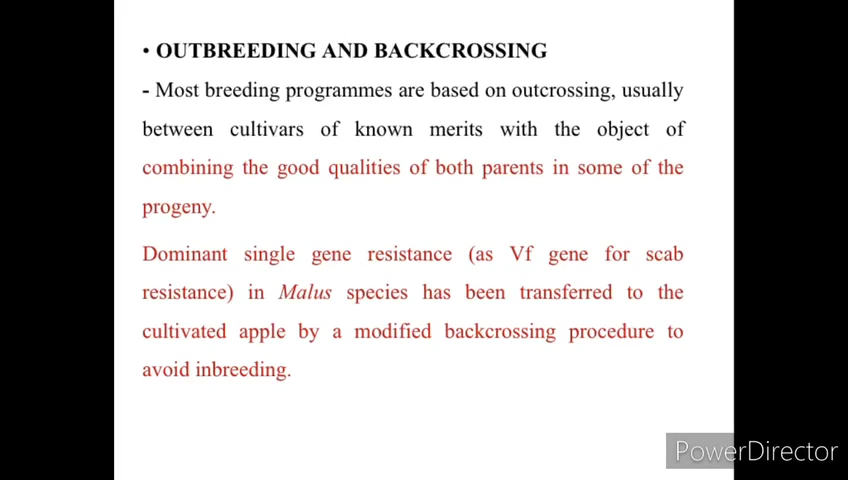 • OUTBREEDING AND BACKCROSSING
- Most breeding programmes are based on outcrossing, usually
between cultivars of known merits with the object of
combining the good qualities of both parents in some of the
progeny.
Dominant single gene resistance (as Vf gene for scab
resistance) in Malus species has been transferred to the
cultivated apple by a modified backcrossing procedure to
avoid inbreeding.
PowerDirector